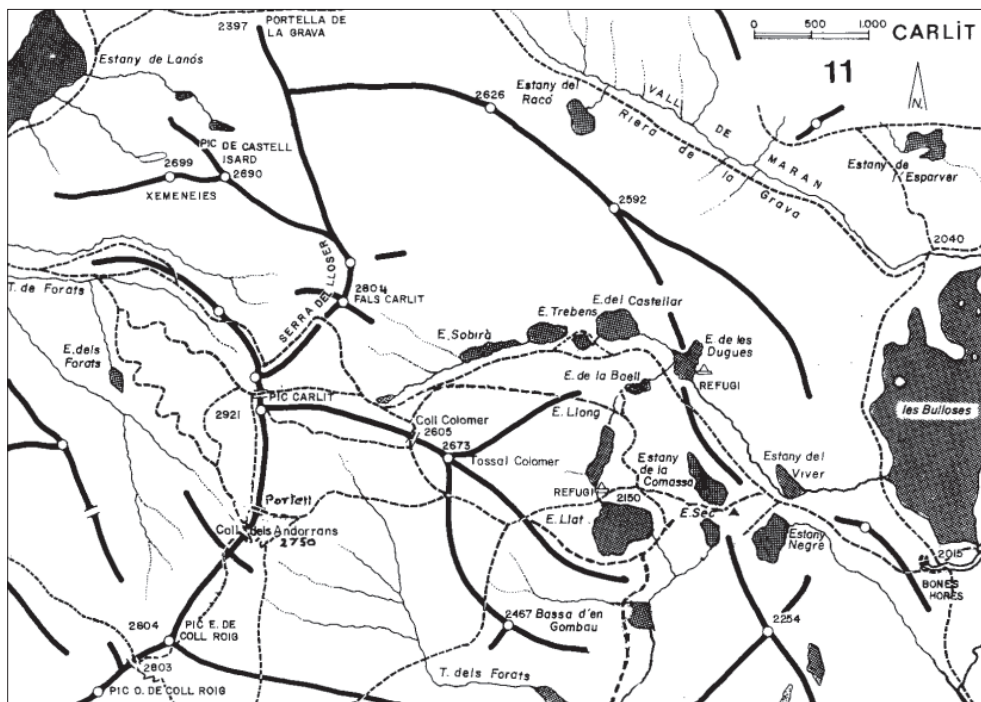 2397
PORTELLA DE
LA GRAVA
0 500 1.000
CARLÍT
11
N.
Estany de Lanós
Estany del
Racó
2626
VALL DE MARAN
Riera de la Grava
Estany de
l'Esparver
PIC DE CASTELL
ISARD
2699
2690
XEMENEIES
2592
2040
SERRA DEL LLOSER
2804
FALS CARLIT
T. de Forats
E. dels
Forats
E. Sobirà
E. Trebens
E. del Castellar
E. de les
Dugues
REFUGI
E. de la Baell
E. Llong
PIC CARLIT
2921
Coll Colomer
2605
2673
Tossal Colomer
les Bulloses
Estany
de la
Comassa
Estany del
Viver
REFUGI
2150
E. Llat
E. Sec
Estany
Negre
Portell
Coll dels Andorrans
2750
2015
BONES
HORES
2804
PIC E. DE
COLL ROIG
2803
PIC O. DE COLL ROIG
2467
Bassa d'en
Gombau
2254
T. dels Forats